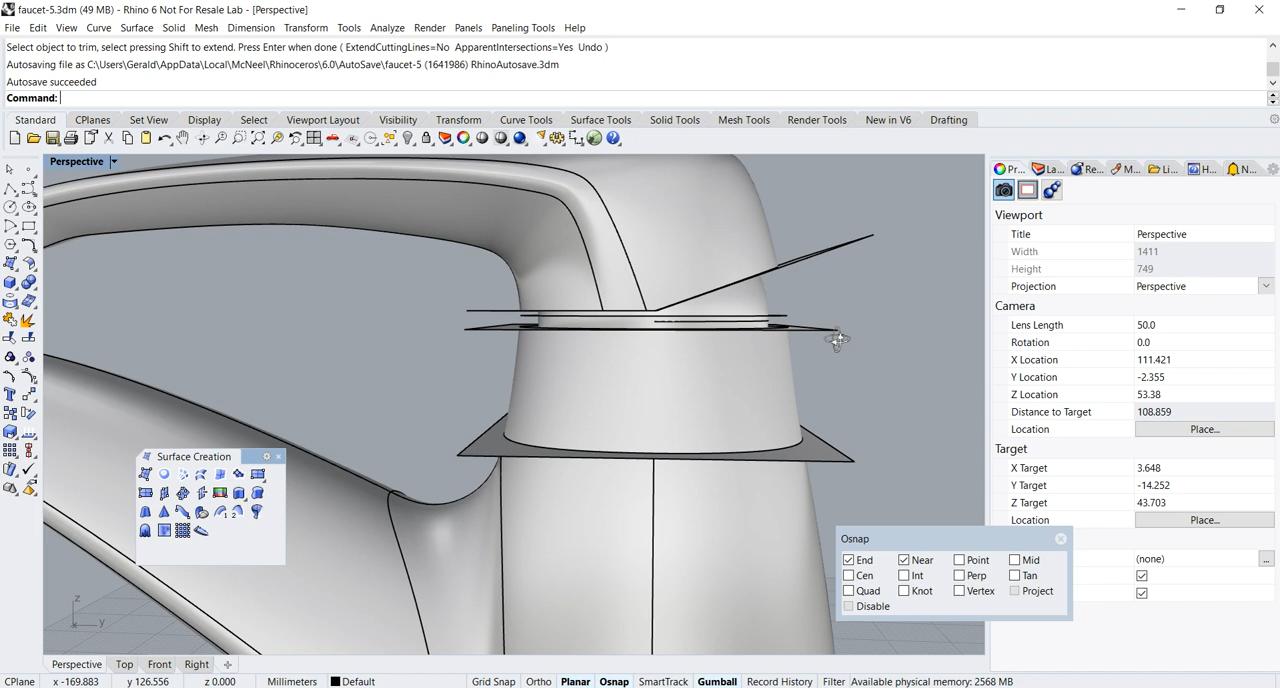 faucet-5.3dm (49 MB) - Rhino 6 Not For Resale Lab - [Perspective]
File Edit View Curve Surface Solid Mesh Dimension Transform Tools Analyze Render Panels Paneling Tools Help
Select object to trim, select pressing Shift to extend. Press Enter when done ( ExtendCuttingLines=No ApparentIntersections=Yes Undo )
Autosaving file as C:\Users\Gerald\AppData\Local\McNeel\Rhinoceros\6.0\AutoSave\faucet-5 (1641986) RhinoAutosave.3dm
Autosave succeeded
Command:
Standard CPlanes Set View Display Select Viewport Layout Visibility Transform Curve Tools Surface Tools Solid Tools Mesh Tools Render Tools New in V6 Drafting
Perspective
Pr... La... Re... M... Li... H... N...
Viewport
Title Perspective
Width 1411
Height 749
Projection Perspective
Camera
Lens Length 50.0
Rotation 0.0
X Location 111.421
Y Location -2.355
Z Location 53.38
Distance to Target 108.859
Location Place...
Target
X Target 3.648
Y Target -14.252
Z Target 43.703
Location Place...
(none) ...
Surface Creation
Osnap
End Near Point Mid
Cen Int Perp Tan
Quad Knot Vertex Project
Disable
z
y
x
Perspective Top Front Right
CPlane x -169.883 y 126.556 z 0.000 Millimeters Default Grid Snap Ortho Planar Osnap SmartTrack Gumball Record History Filter Available physical memory: 2568 MB